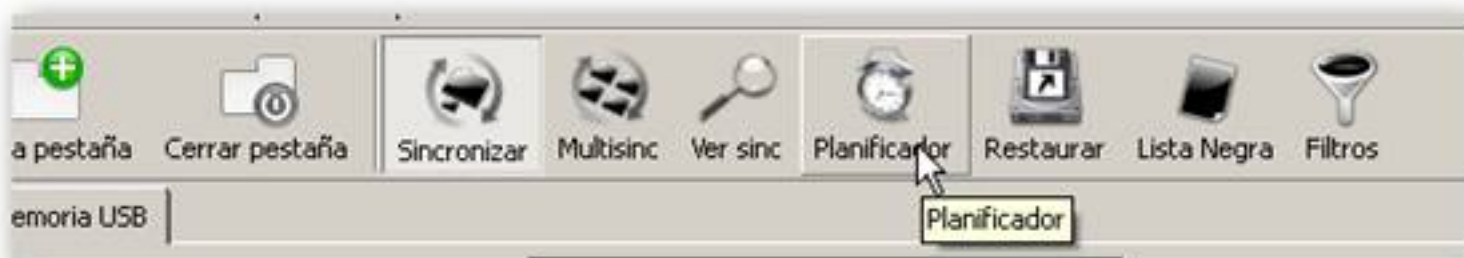 a pestaña Cerrar pestaña Sincronizar Multisinc Ver sinc Planificador Restaurar Lista Negra Filtros
emoria USB
Planificador